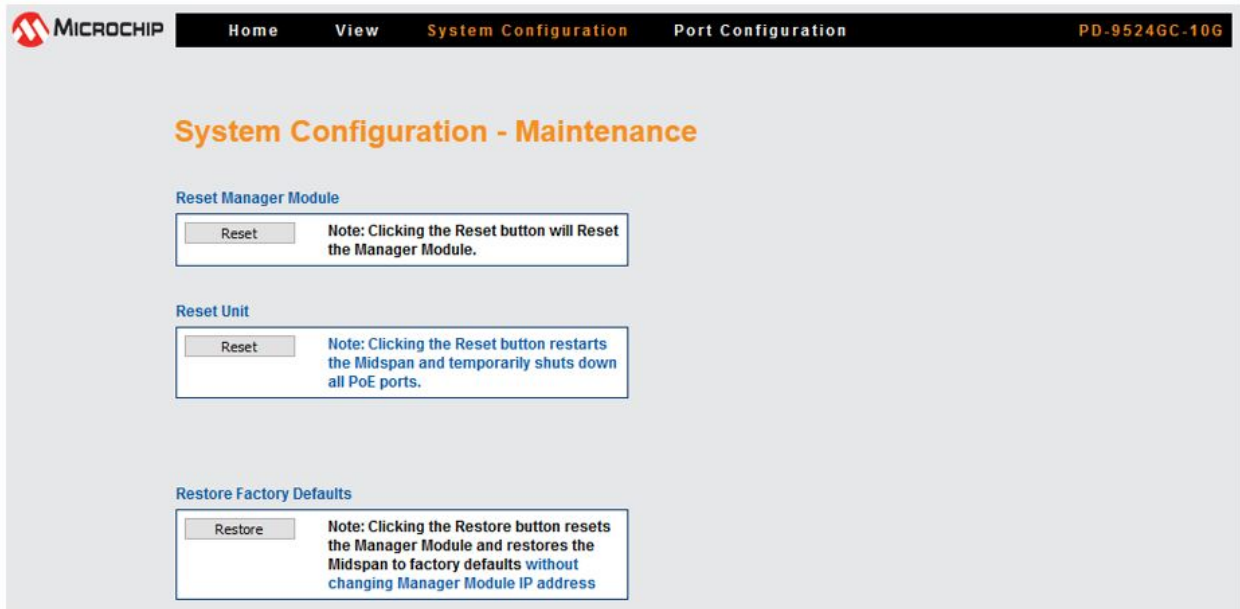 MICROCHIP Home View System Configuration Port Configuration PD-9524GC-10G
System Configuration - Maintenance
Reset Manager Module
Reset
Note: Clicking the Reset button will Reset
the Manager Module.
Reset Unit
Reset
Note: Clicking the Reset button restarts
the Midspan and temporarily shuts down
all PoE ports.
Restore Factory Defaults
Restore
Note: Clicking the Restore button resets
the Manager Module and restores the
Midspan to factory defaults without
changing Manager Module IP address